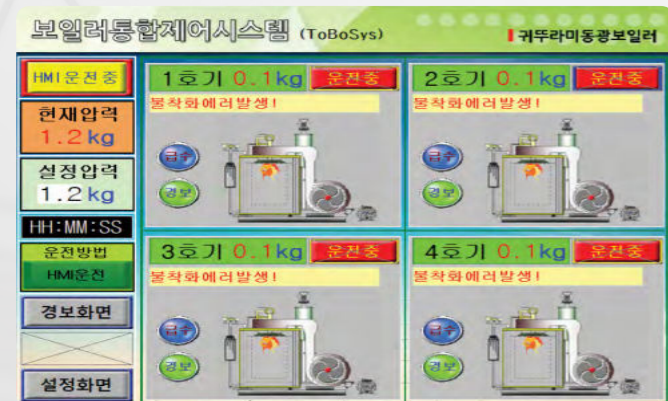 보일러통합제어시스템 (ToBoSys)
귀뚜라미동광보일러
HMI운전중
현재압력
1.2kg
설정압력
1.2kg
HH:MM:SS
운전방법
HMI운전
경보화면
설정화면
1호기 0.1kg 운전중
불착화에러발생!
급수
경보
2호기 0.1kg 운전중
불착화에러발생!
급수
경보
3호기 0.1kg 운전중
불착화에러발생!
급수
경보
4호기 0.1kg 운전중
불착화에러발생!
급수
경보